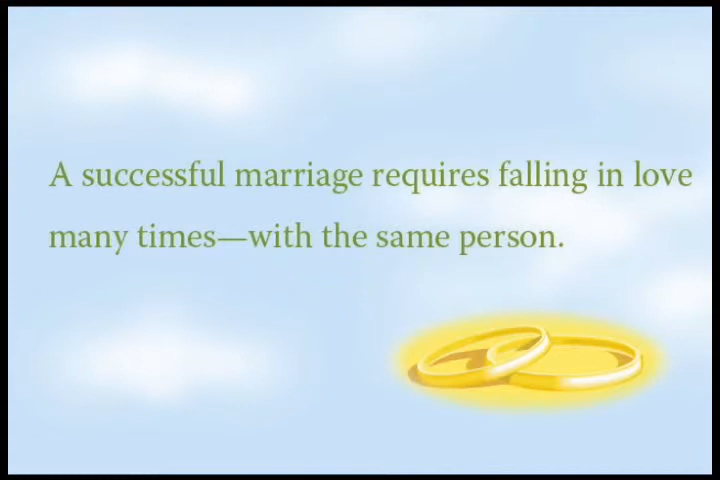 A successful marriage requires falling in love
many times—with the same person.